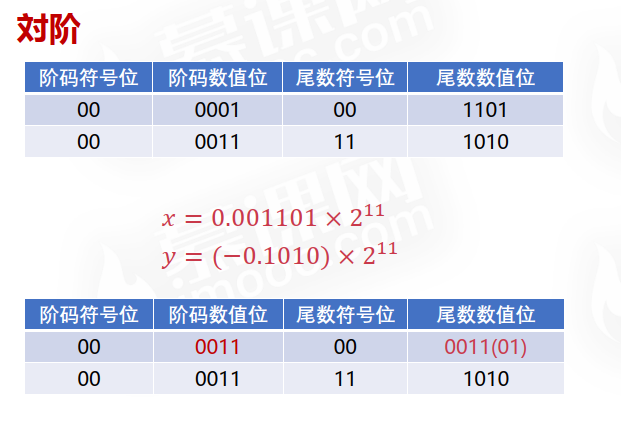 对阶
阶码符号位 阶码数值位 尾数符号位 尾数数值位
00 0001 00 1101
00 0011 11 1010
x = 0.001101 × 2^11
y = (−0.1010) × 2^11
阶码符号位 阶码数值位 尾数符号位 尾数数值位
00 0011 00 0011(01)
00 0011 11 1010